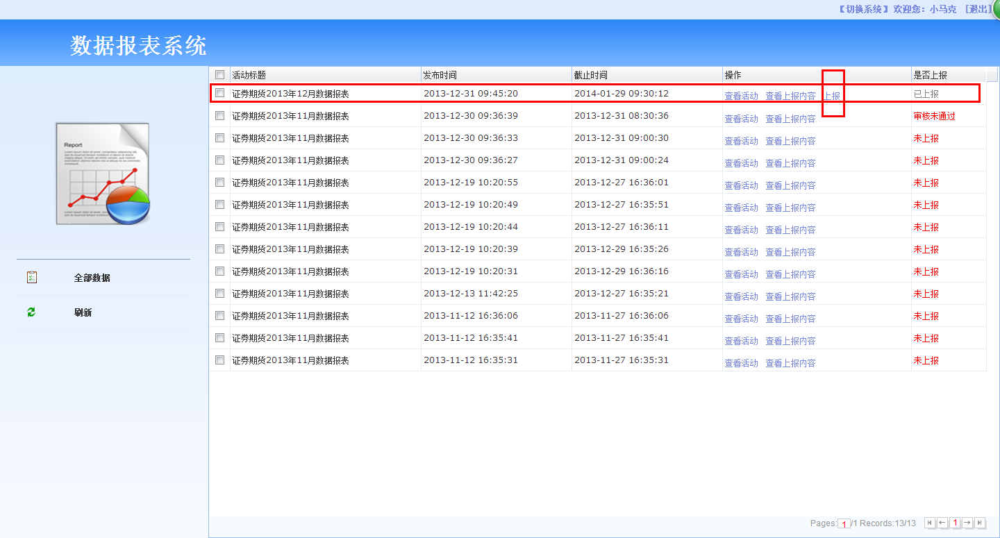 【切换系统】欢迎您：小马克 [退出]
数据报表系统
活动标题 发布时间 截止时间 操作 是否上报
证券期货2013年12月数据报表 2013-12-31 09:45:20 2014-01-29 09:30:12 查看活动 查看上报内容 上报 已上报
证券期货2013年11月数据报表 2013-12-30 09:36:39 2013-12-31 08:30:36 查看活动 查看上报内容 审核未通过
证券期货2013年11月数据报表 2013-12-30 09:36:33 2013-12-31 09:00:30 查看活动 查看上报内容 未上报
证券期货2013年11月数据报表 2013-12-30 09:36:27 2013-12-31 09:00:24 查看活动 查看上报内容 未上报
证券期货2013年11月数据报表 2013-12-19 10:20:55 2013-12-27 16:36:01 查看活动 查看上报内容 未上报
证券期货2013年11月数据报表 2013-12-19 10:20:49 2013-12-27 16:35:51 查看活动 查看上报内容 未上报
证券期货2013年11月数据报表 2013-12-19 10:20:44 2013-12-27 16:36:11 查看活动 查看上报内容 未上报
证券期货2013年11月数据报表 2013-12-19 10:20:39 2013-12-29 16:35:26 查看活动 查看上报内容 未上报
证券期货2013年11月数据报表 2013-12-19 10:20:31 2013-12-29 16:36:16 查看活动 查看上报内容 未上报
证券期货2013年11月数据报表 2013-12-13 11:42:25 2013-12-27 16:35:21 查看活动 查看上报内容 未上报
证券期货2013年11月数据报表 2013-11-12 16:36:06 2013-11-27 16:36:06 查看活动 查看上报内容 未上报
证券期货2013年11月数据报表 2013-11-12 16:35:41 2013-11-27 16:35:41 查看活动 查看上报内容 未上报
证券期货2013年11月数据报表 2013-11-12 16:35:31 2013-11-27 16:35:31 查看活动 查看上报内容 未上报
Report
全部数据
刷新
Pages: 1 /1 Records:13/13 1